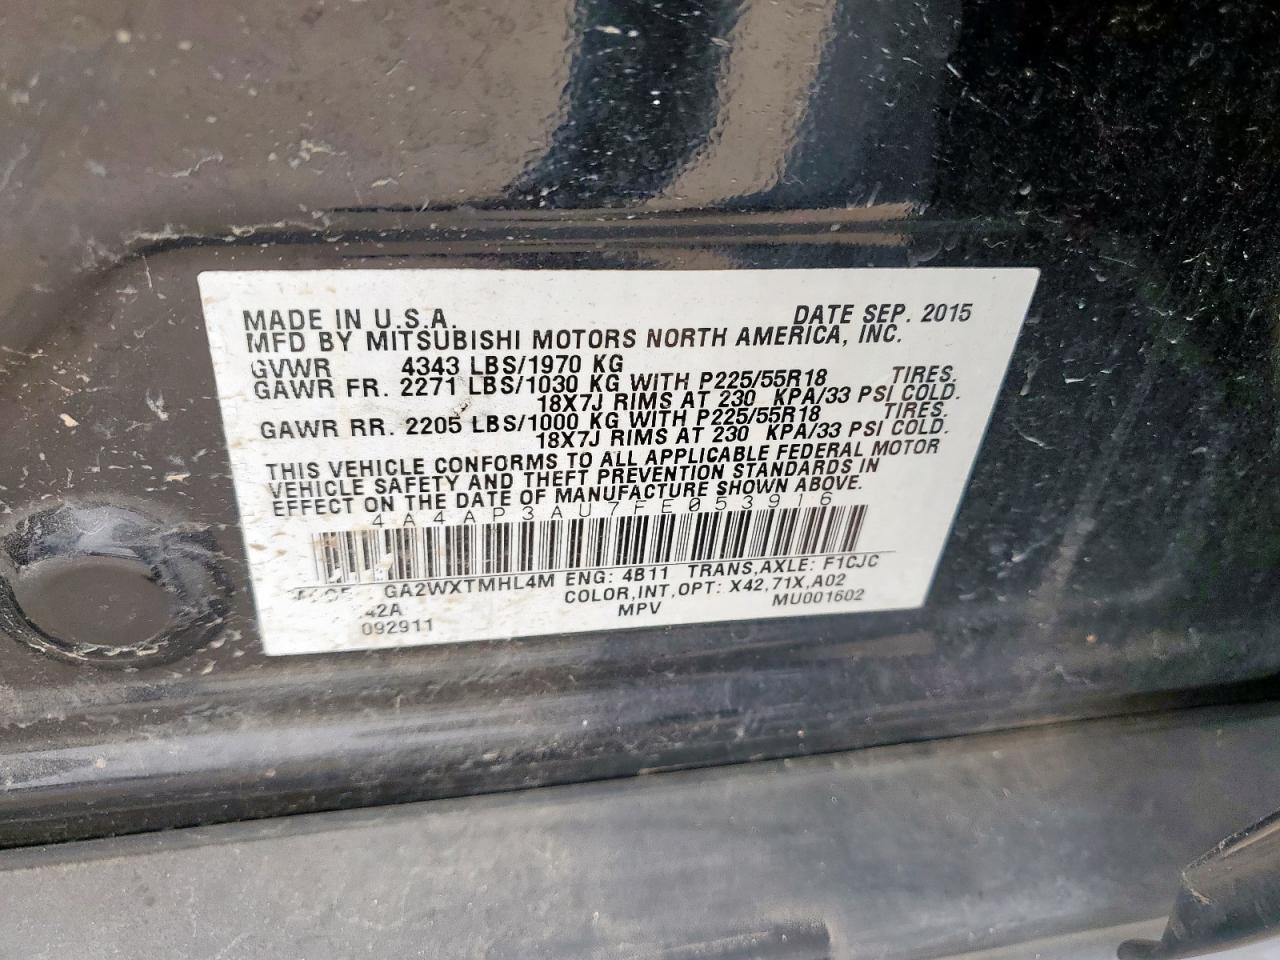 MADE IN U.S.A. DATE SEP. 2015
MFD BY MITSUBISHI MOTORS NORTH AMERICA, INC.
GVWR 4343 LBS/1970 KG
GAWR FR. 2271 LBS/1030 KG WITH P225/55R18 TIRES.
18X7J RIMS AT 230 KPA/33 PSI COLD.
GAWR RR. 2205 LBS/1000 KG WITH P225/55R18 TIRES.
18X7J RIMS AT 230 KPA/33 PSI COLD.
THIS VEHICLE CONFORMS TO ALL APPLICABLE FEDERAL MOTOR
VEHICLE SAFETY AND THEFT PREVENTION STANDARDS IN
EFFECT ON THE DATE OF MANUFACTURE SHOWN ABOVE.
4A4AP3AU7FE053916
GA2WXTMHL4M ENG: 4B11 TRANS,AXLE: F1CJC
42A COLOR,INT,OPT: X42,71X,A02
092911 MPV MU001602